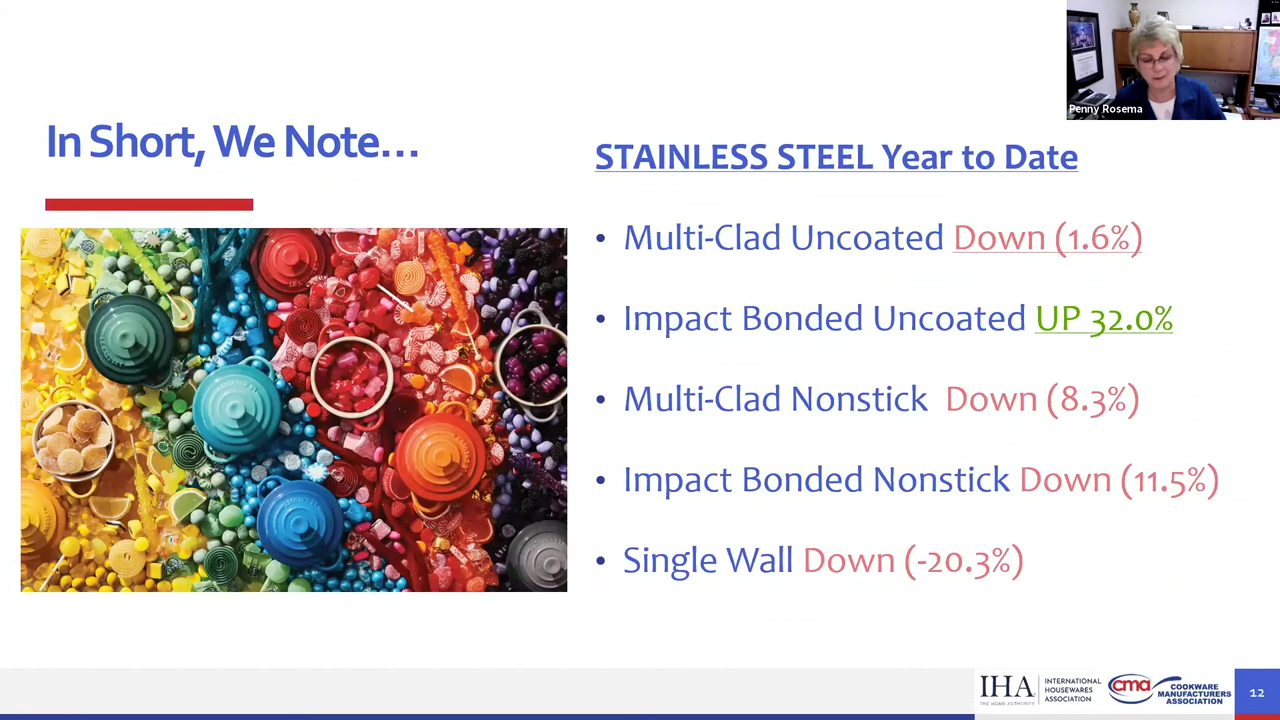 Penny Rosema
In Short, We Note...
STAINLESS STEEL Year to Date
• Multi-Clad Uncoated Down (1.6%)
• Impact Bonded Uncoated UP 32.0%
• Multi-Clad Nonstick Down (8.3%)
• Impact Bonded Nonstick Down (11.5%)
• Single Wall Down (-20.3%)
IHA
THE HOME AUTHORITY
INTERNATIONAL
HOUSEWARES
ASSOCIATION
cma
COOKWARE
MANUFACTURERS
ASSOCIATION
12